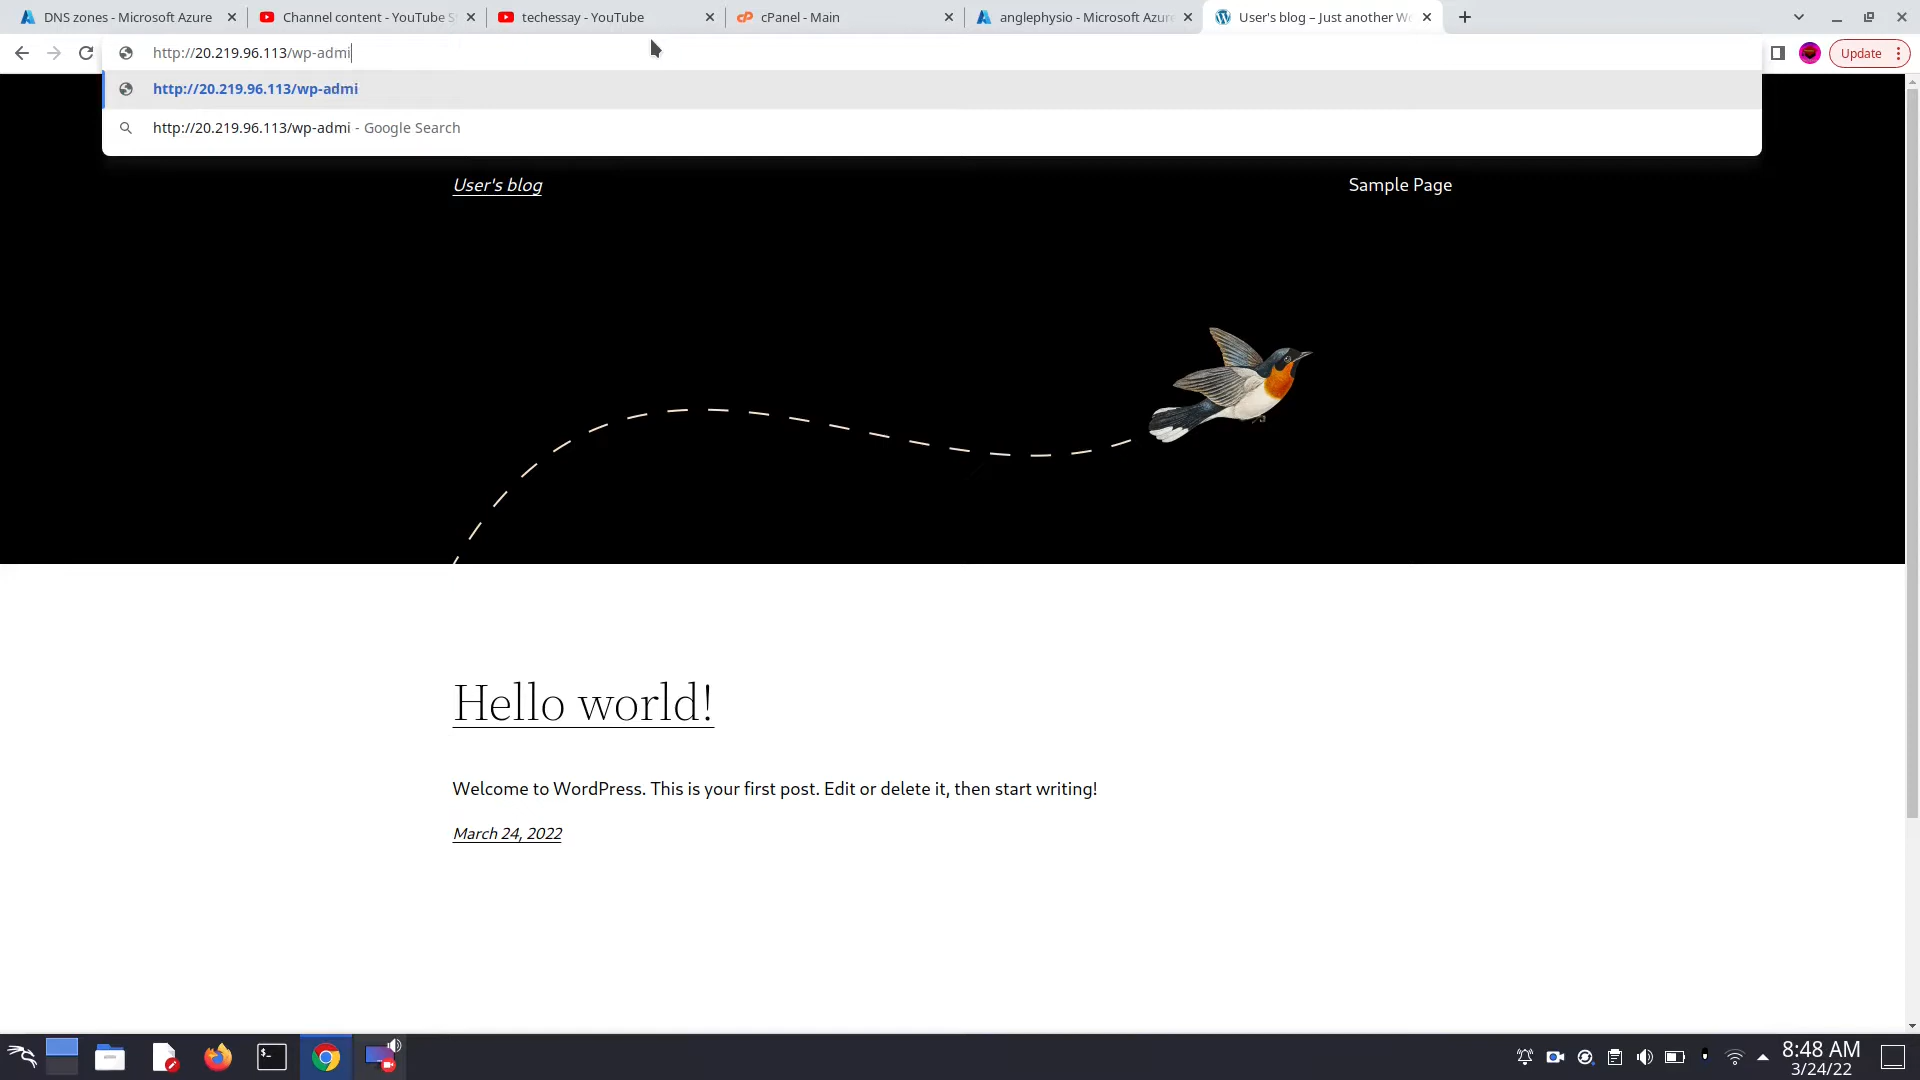 DNS zones - Microsoft Azure
Channel content - YouTube S
techessay - YouTube
cPanel - Main
anglephysio - Microsoft Azure
User's blog – Just another Wo
http://20.219.96.113/wp-admi
Update
http://20.219.96.113/wp-admi
http://20.219.96.113/wp-admi - Google Search
User's blog
Sample Page
Hello world!
Welcome to WordPress. This is your first post. Edit or delete it, then start writing!
March 24, 2022
8:48 AM
3/24/22